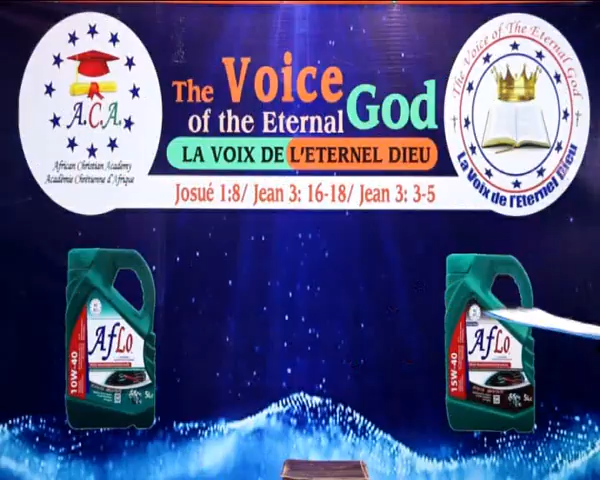 A.C.A.
African Christian Academy
Académie Chrétienne d'Afrique
The Voice
of the Eternal God
LA VOIX DE L'ETERNEL DIEU
Josué 1:8/ Jean 3: 16-18/ Jean 3: 3-5
The Voice of The Eternal God
La Voix de l'Eternel Dieu
AfLo
10W-40
5L
AfLo
15W-40
5L